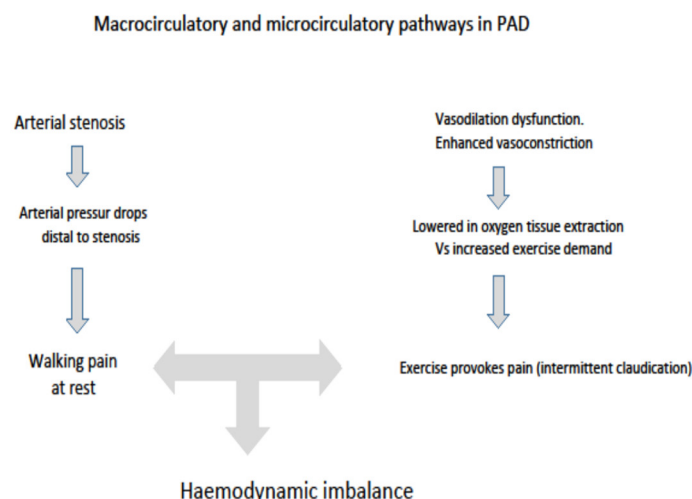 Macrocirculatory and microcirculatory pathways in PAD
Arterial stenosis
Arterial pressur drops
distal to stenosis
Walking pain
at rest
Vasodilation dysfunction.
Enhanced vasoconstriction
Lowered in oxygen tissue extraction
Vs increased exercise demand
Exercise provokes pain (intermittent claudication)
Haemodynamic imbalance